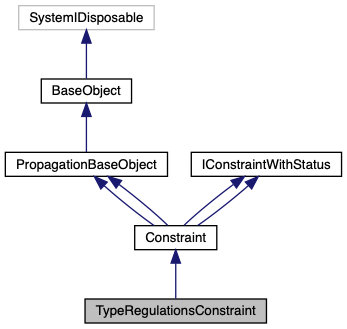 SystemIDisposable
BaseObject
PropagationBaseObject
IConstraintWithStatus
Constraint
TypeRegulationsConstraint